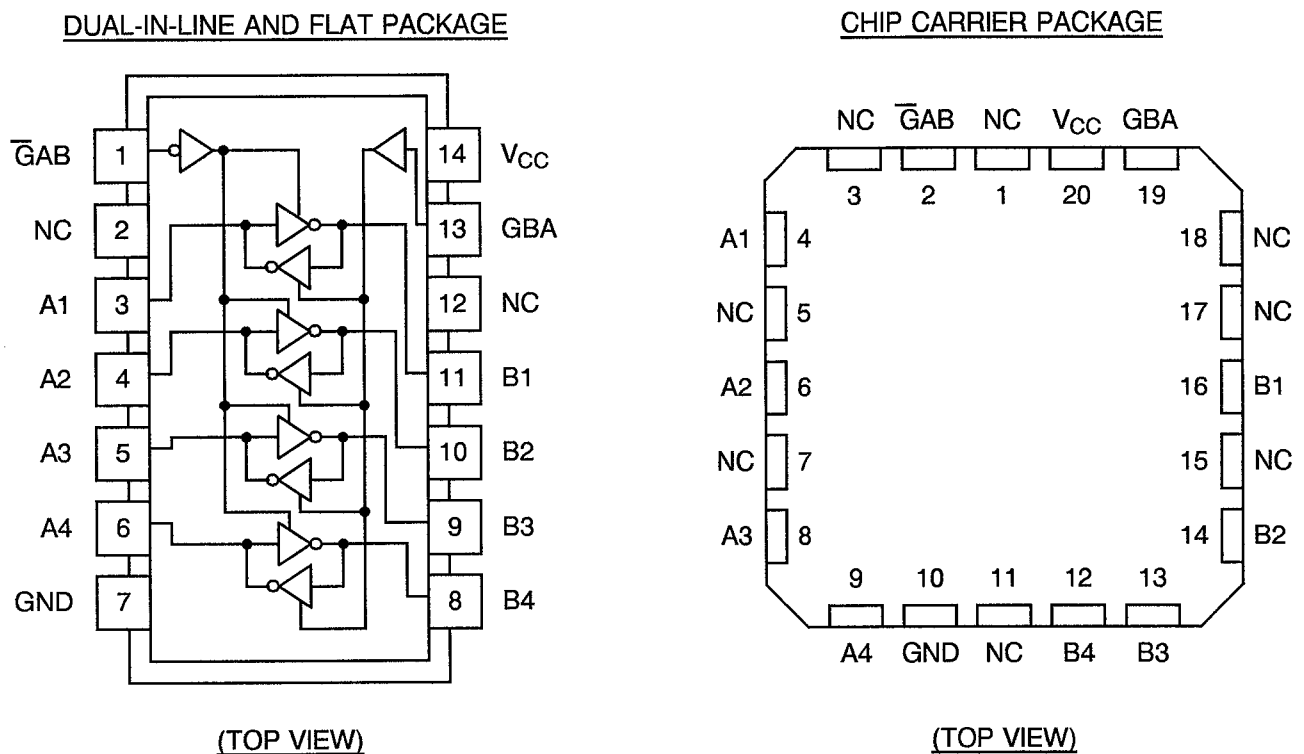 DUAL-IN-LINE AND FLAT PACKAGE
G̅AB 1 14 VCC
NC 2 13 GBA
A1 3 12 NC
A2 4 11 B1
A3 5 10 B2
A4 6 9 B3
GND 7 8 B4
(TOP VIEW)
CHIP CARRIER PACKAGE
NC G̅AB NC VCC GBA
3 2 1 20 19
A1 4 18 NC
NC 5 17 NC
A2 6 16 B1
NC 7 15 NC
A3 8 14 B2
9 10 11 12 13
A4 GND NC B4 B3
(TOP VIEW)